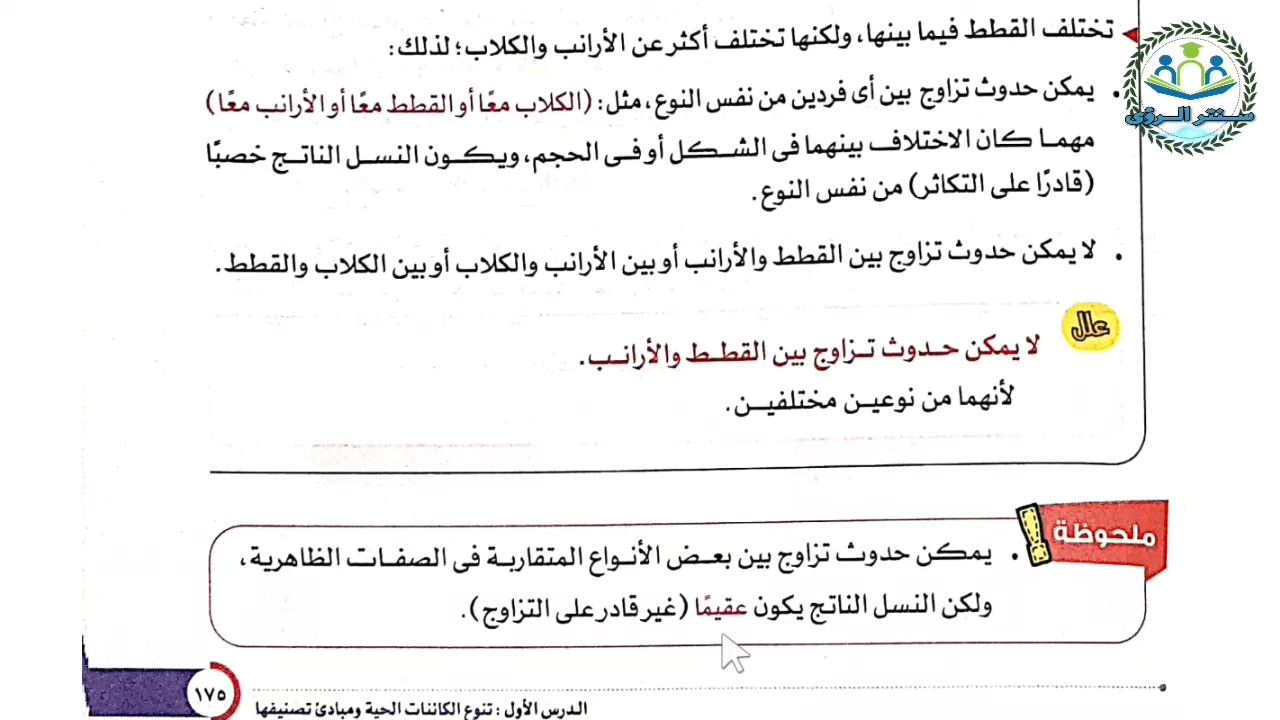 تختلف القطط فيما بينها، ولكنها تختلف أكثر عن الأرانب والكلاب؛ لذلك:
سنتر الرؤى
• يمكن حدوث تزاوج بين أى فردين من نفس النوع، مثل: (الكلاب معًا أو القطط معًا أو الأرانب معًا)
مهما كان الاختلاف بينهما فى الشكل أو فى الحجم، ويكون النسل الناتج خصبًا
(قادرًا على التكاثر) من نفس النوع.
• لا يمكن حدوث تزاوج بين القطط والأرانب أو بين الأرانب والكلاب أو بين الكلاب والقطط.
علل
لا يمكن حدوث تزاوج بين القطط والأرانب.
لأنهما من نوعين مختلفين.
ملحوظة
• يمكن حدوث تزاوج بين بعض الأنواع المتقاربة فى الصفات الظاهرية،
ولكن النسل الناتج يكون عقيمًا (غير قادر على التزاوج).
الدرس الأول : تنوع الكائنات الحية ومبادئ تصنيفها
١٧٥